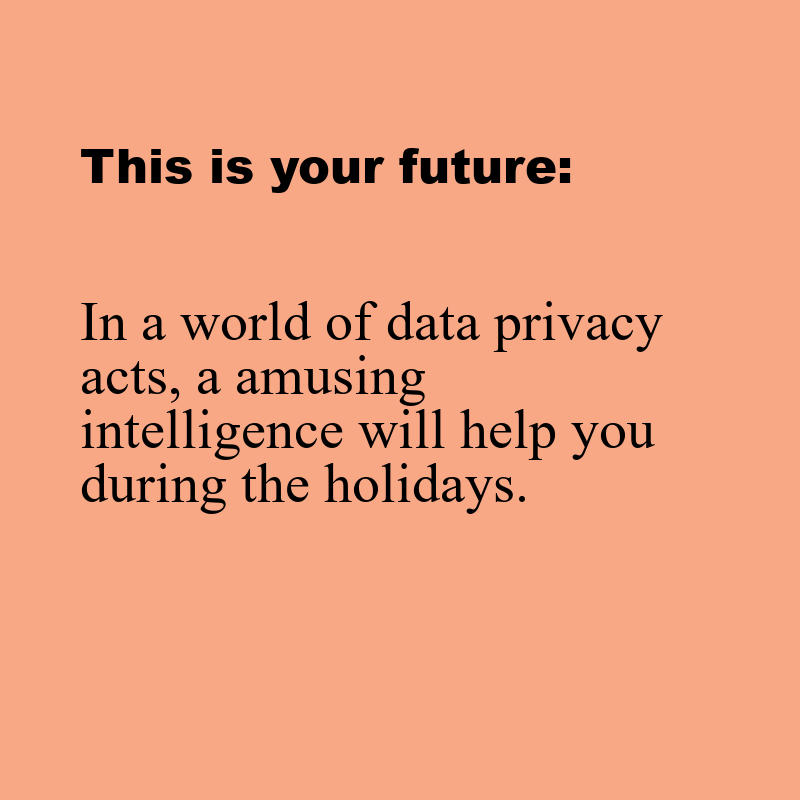 This is your future:
In a world of data privacy
acts, a amusing
intelligence will help you
during the holidays.